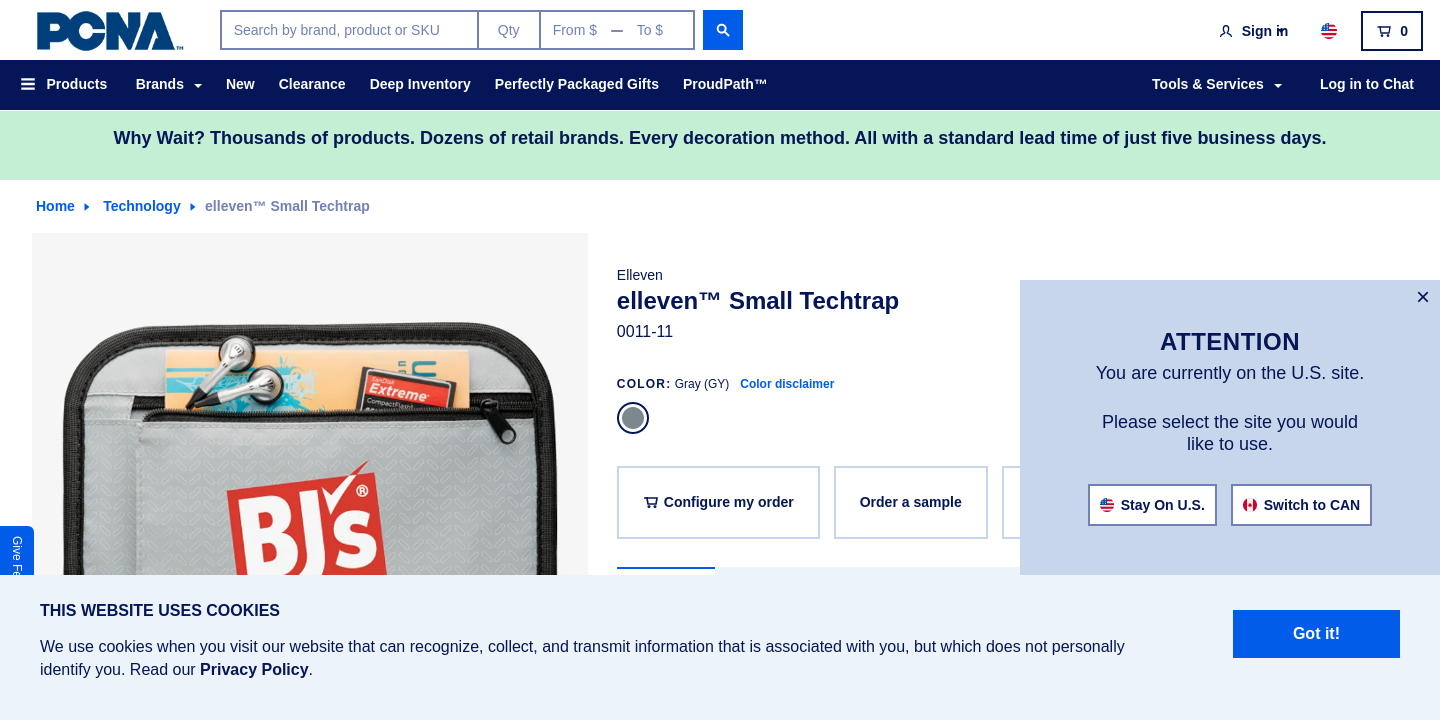 PCNA™
Search by brand, product or SKU
Qty
From $ — To $
Sign in
0
Products
Brands
New
Clearance
Deep Inventory
Perfectly Packaged Gifts
ProudPath™
Tools & Services
Log in to Chat
Why Wait? Thousands of products. Dozens of retail brands. Every decoration method. All with a standard lead time of just five business days.
Home
Technology
elleven™ Small Techtrap
SanDisk
Extreme
CompactFlash
BJ's®
Elleven
elleven™ Small Techtrap
0011-11
COLOR: Gray (GY) Color disclaimer
Configure my order
Order a sample
×
ATTENTION
You are currently on the U.S. site.
Please select the site you would
like to use.
Stay On U.S.
Switch to CAN
Give Fe
THIS WEBSITE USES COOKIES
We use cookies when you visit our website that can recognize, collect, and transmit information that is associated with you, but which does not personally
identify you. Read our Privacy Policy.
Got it!